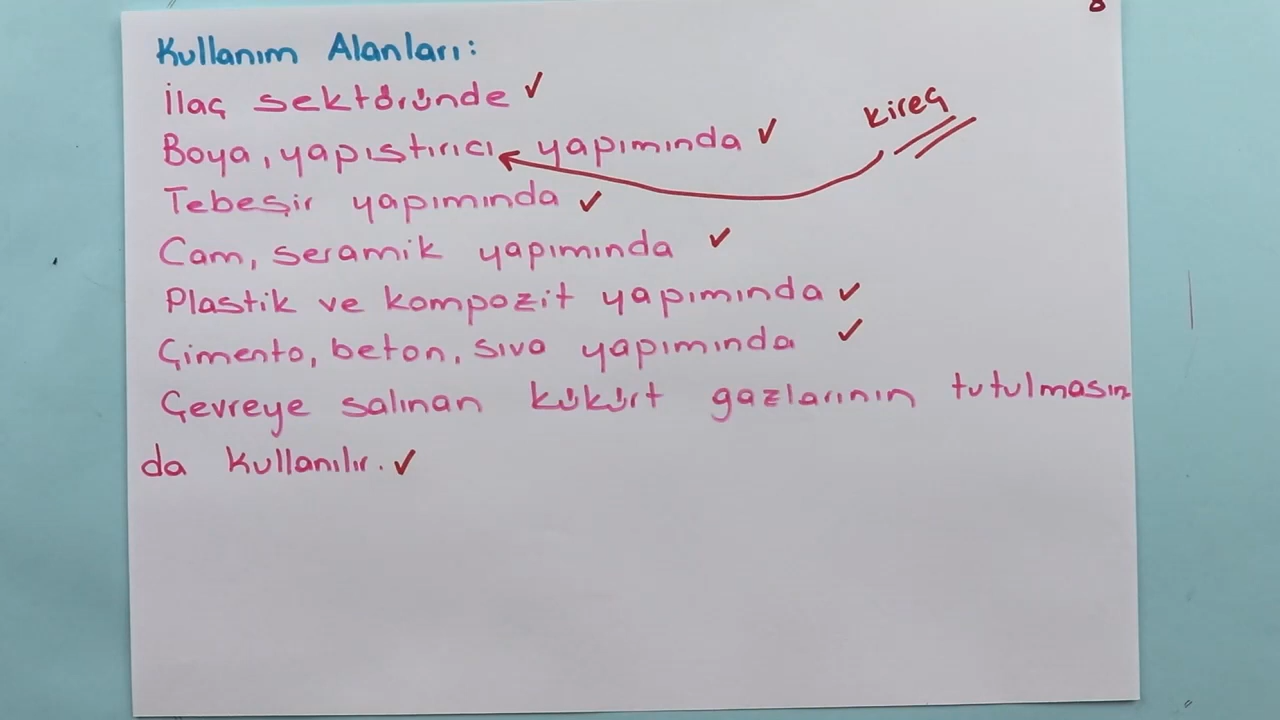 Kullanım Alanları:
İlaç sektöründe ✓
kireç
Boya, yapıştırıcı yapımında ✓
Tebeşir yapımında ✓
Cam, seramik yapımında ✓
Plastik ve kompozit yapımında ✓
Çimento, beton, sıva yapımında ✓
Çevreye salınan kükürt gazlarının tutulmasın
da kullanılır. ✓